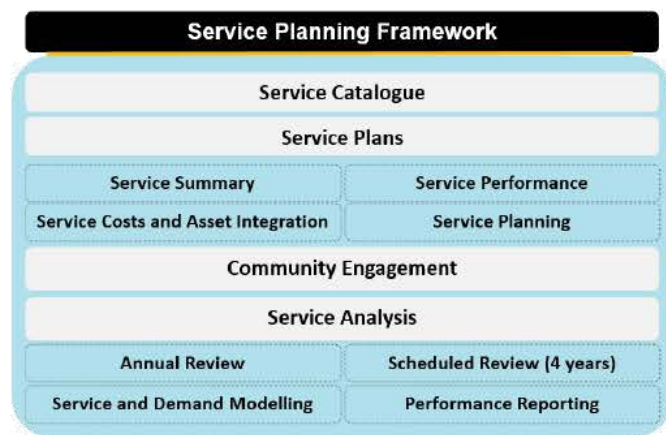 Service Planning Framework
Service Catalogue
Service Plans
Service Summary
Service Performance
Service Costs and Asset Integration
Service Planning
Community Engagement
Service Analysis
Annual Review
Scheduled Review (4 years)
Service and Demand Modelling
Performance Reporting